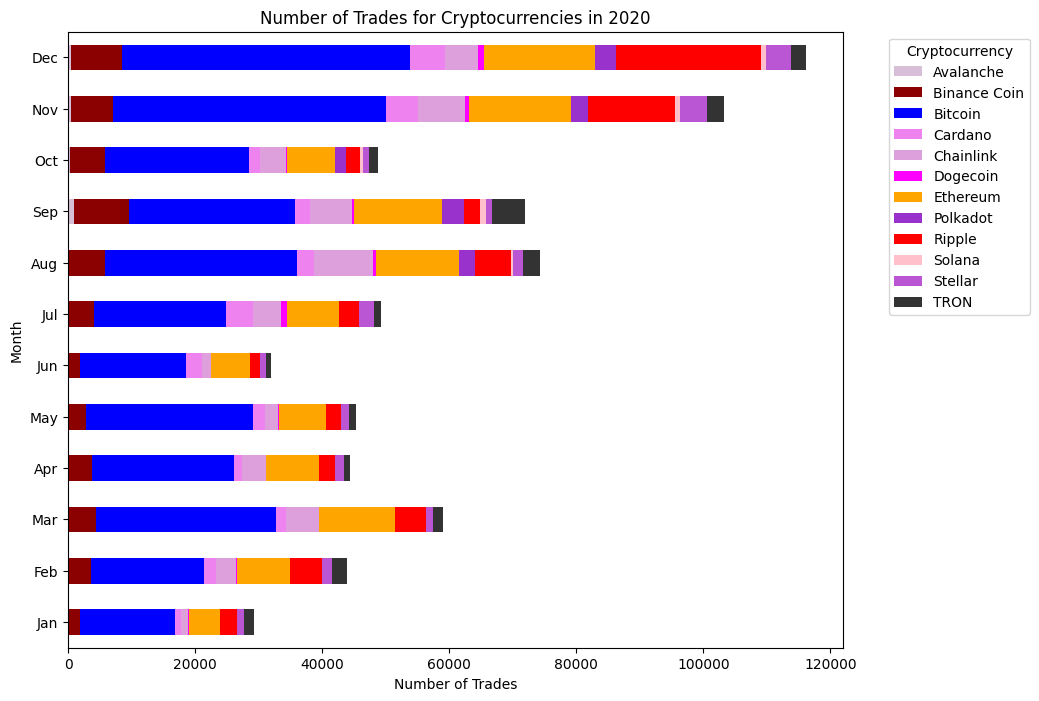 Number of Trades for Cryptocurrencies in 2020
Month
Dec
Nov
Oct
Sep
Aug
Jul
Jun
May
Apr
Mar
Feb
Jan
0 20000 40000 60000 80000 100000 120000
Number of Trades
Cryptocurrency
Avalanche
Binance Coin
Bitcoin
Cardano
Chainlink
Dogecoin
Ethereum
Polkadot
Ripple
Solana
Stellar
TRON